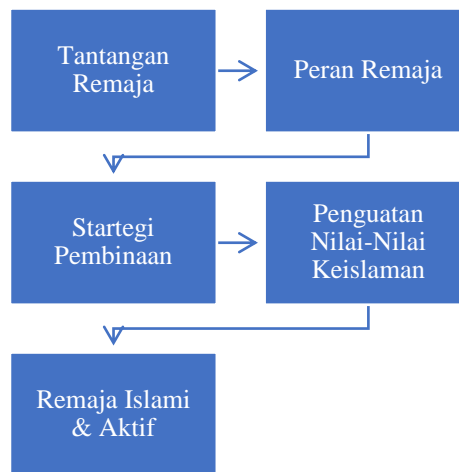 Tantangan
Remaja
Peran Remaja
Startegi
Pembinaan
Penguatan
Nilai-Nilai
Keislaman
Remaja Islami
& Aktif